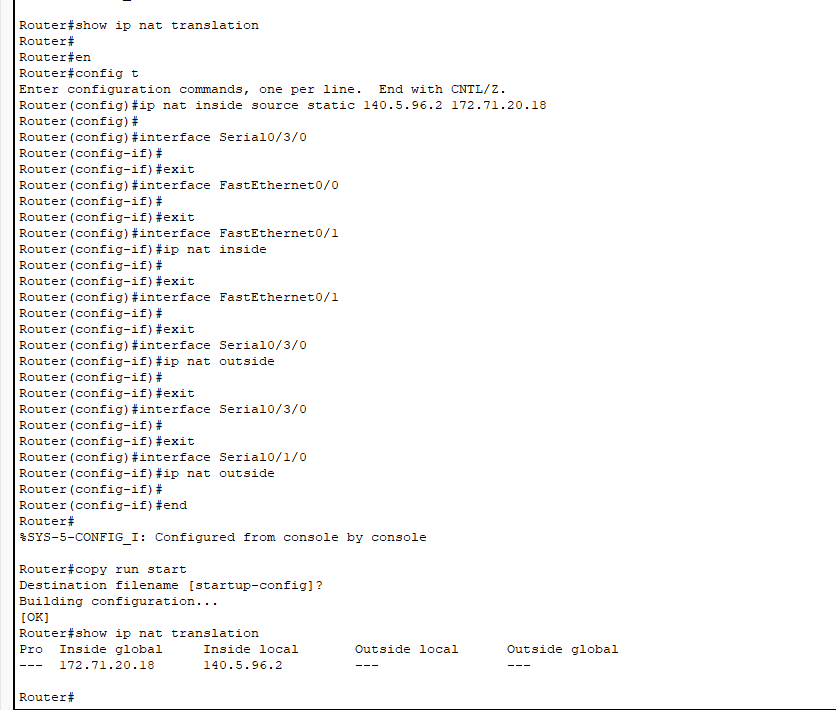 Router#show ip nat translation
Router#
Router#en
Router#config t
Enter configuration commands, one per line.  End with CNTL/Z.
Router(config)#ip nat inside source static 140.5.96.2 172.71.20.18
Router(config)#
Router(config)#interface Serial0/3/0
Router(config-if)#
Router(config-if)#exit
Router(config)#interface FastEthernet0/0
Router(config-if)#
Router(config-if)#exit
Router(config)#interface FastEthernet0/1
Router(config-if)#ip nat inside
Router(config-if)#
Router(config-if)#exit
Router(config)#interface FastEthernet0/1
Router(config-if)#
Router(config-if)#exit
Router(config)#interface Serial0/3/0
Router(config-if)#ip nat outside
Router(config-if)#
Router(config-if)#exit
Router(config)#interface Serial0/3/0
Router(config-if)#
Router(config-if)#exit
Router(config)#interface Serial0/1/0
Router(config-if)#ip nat outside
Router(config-if)#
Router(config-if)#end
Router#
%SYS-5-CONFIG_I: Configured from console by console
Router#copy run start
Destination filename [startup-config]?
Building configuration...
[OK]
Router#show ip nat translation
Pro  Inside global     Inside local       Outside local      Outside global
---  172.71.20.18      140.5.96.2         ---                ---
Router#